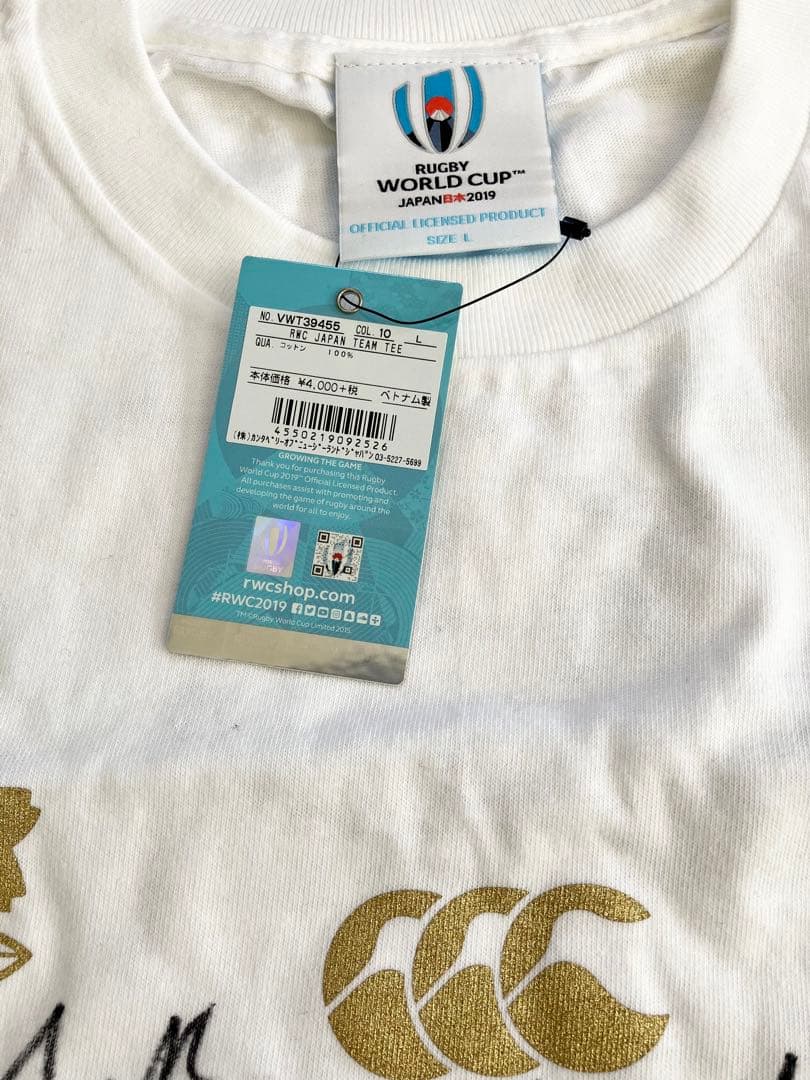 RUGBY
WORLD CUP™
JAPAN日本2019
OFFICIAL LICENSED PRODUCT
SIZE L
NO. VWT39455 COL. 10 L
RWC JAPAN TEAM TEE
QUA. コットン 100%
本体価格 ¥4,000+税 ベトナム製
4550219092526
(株)カンタベリーオブニュージーランドジャパン 03-5227-5699
GROWING THE GAME
Thank you for purchasing this Rugby
World Cup 2019™ Official Licensed Product.
All purchases assist with promoting and
developing the game of rugby around the
world for all to enjoy.
rwcshop.com
#RWC2019
TM ©Rugby World Cup Limited 2015.